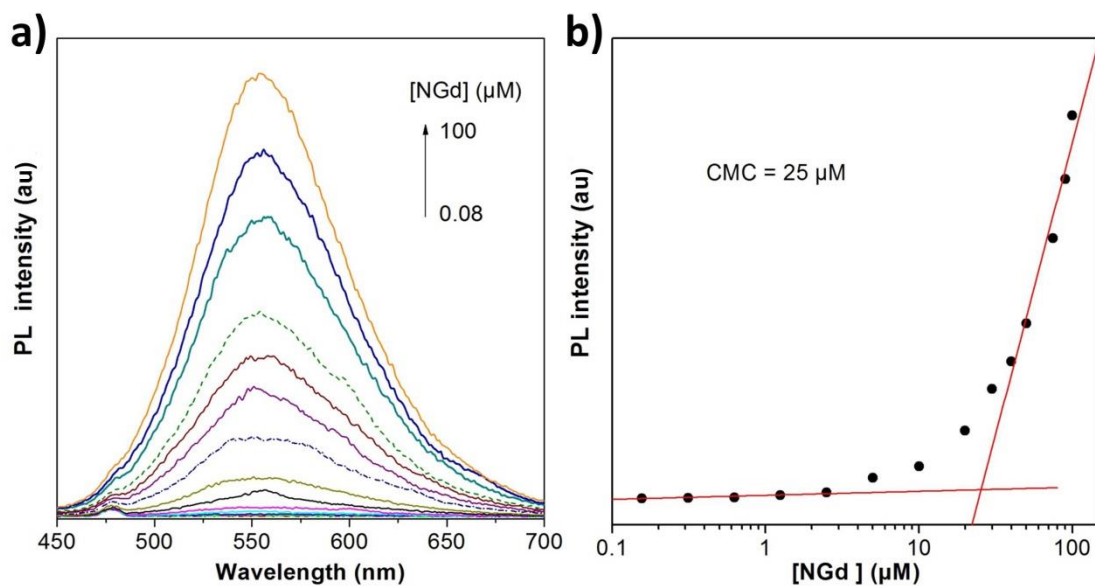 a)
PL intensity (au)
[NGd] (µM)
100
0.08
450 500 550 600 650 700
Wavelength (nm)
b)
PL intensity (au)
CMC = 25 µM
0.1 1 10 100
[NGd ] (µM)